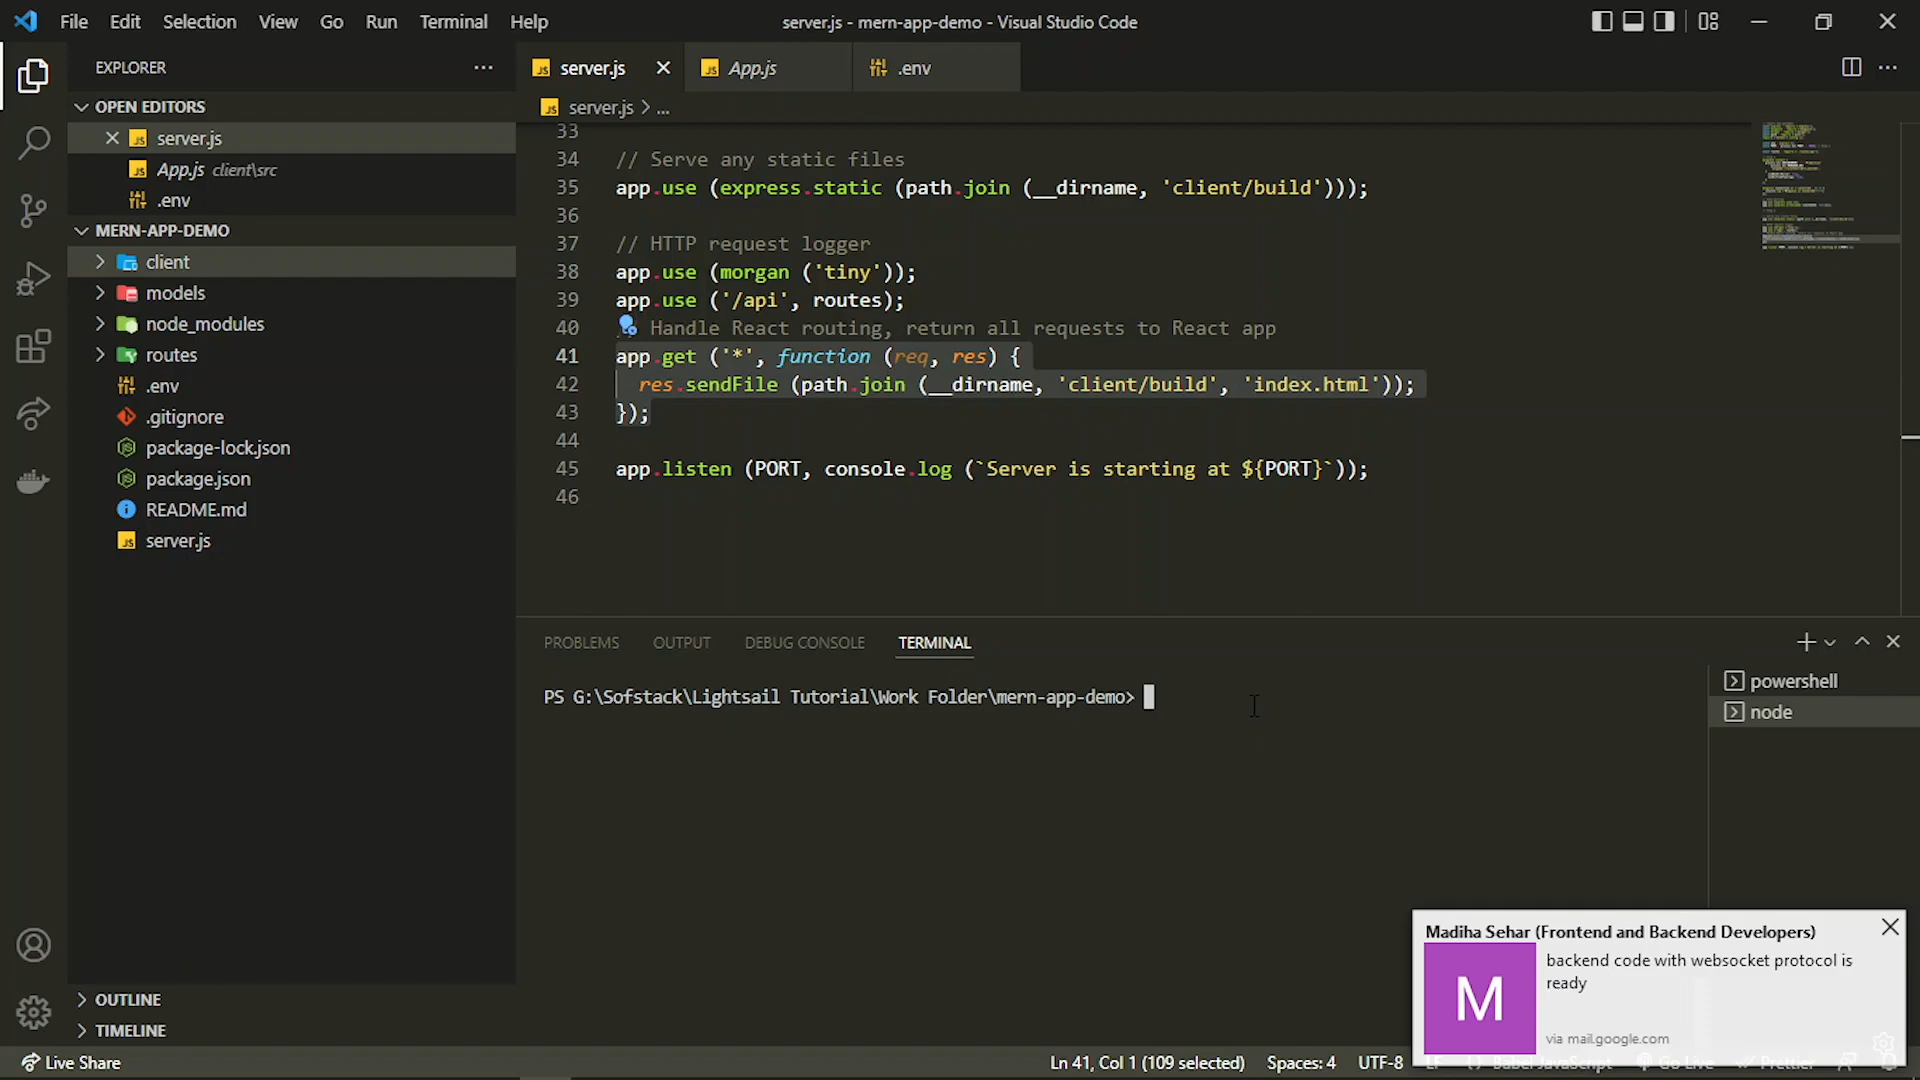 File Edit Selection View Go Run Terminal Help
server.js - mern-app-demo - Visual Studio Code
EXPLORER
OPEN EDITORS
server.js
App.js client\src
.env
MERN-APP-DEMO
client
models
node_modules
routes
.env
.gitignore
package-lock.json
package.json
README.md
server.js
OUTLINE
TIMELINE
server.js
App.js
.env
server.js > ...
33
34 // Serve any static files
35 app.use (express.static (path.join (__dirname, 'client/build')));
36
37 // HTTP request logger
38 app.use (morgan ('tiny'));
39 app.use ('/api', routes);
40 Handle React routing, return all requests to React app
41 app.get ('*', function (req, res) {
42 res.sendFile (path.join (__dirname, 'client/build', 'index.html'));
43 });
44
45 app.listen (PORT, console.log (`Server is starting at ${PORT}`));
46
PROBLEMS OUTPUT DEBUG CONSOLE TERMINAL
PS G:\Sofstack\Lightsail Tutorial\Work Folder\mern-app-demo>
powershell
node
Madiha Sehar (Frontend and Backend Developers)
M
backend code with websocket protocol is
ready
via mail.google.com
Live Share
Ln 41, Col 1 (109 selected) Spaces: 4 UTF-8 LF {} Babel JavaScript Go Live Prettier